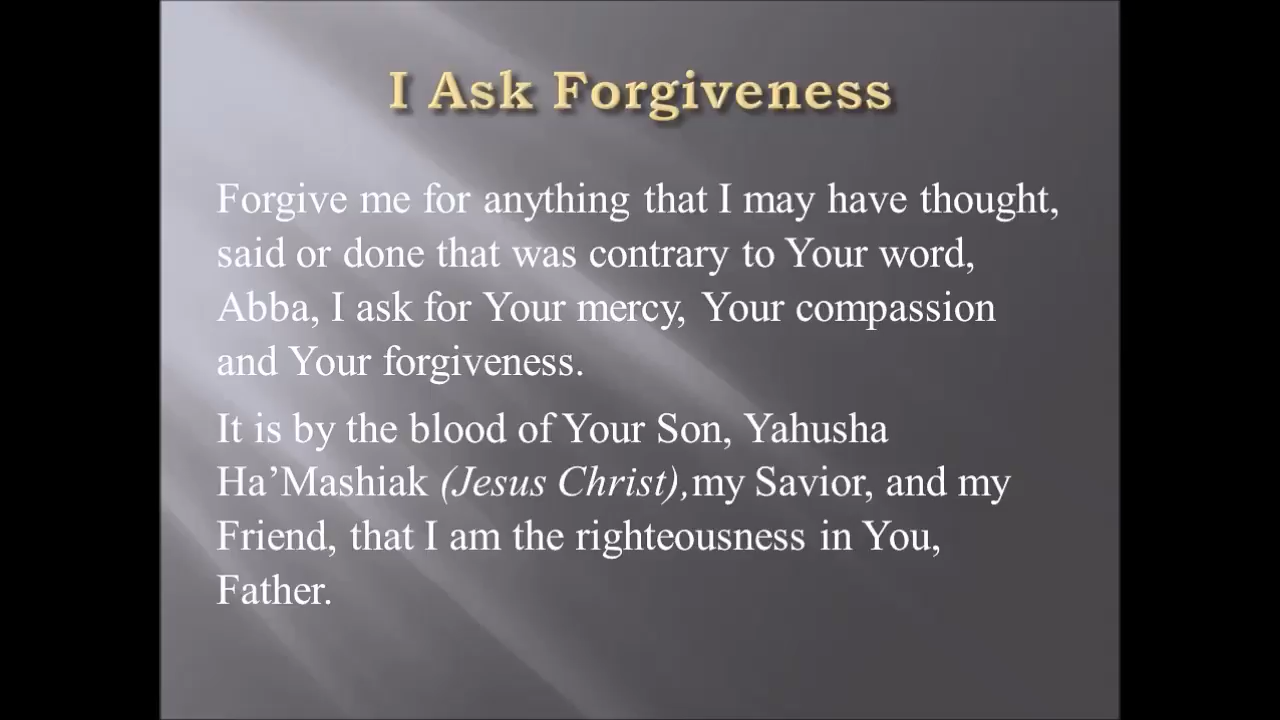 I Ask Forgiveness
Forgive me for anything that I may have thought,
said or done that was contrary to Your word,
Abba, I ask for Your mercy, Your compassion
and Your forgiveness.
It is by the blood of Your Son, Yahusha
Ha’Mashiak (Jesus Christ),my Savior, and my
Friend, that I am the righteousness in You,
Father.